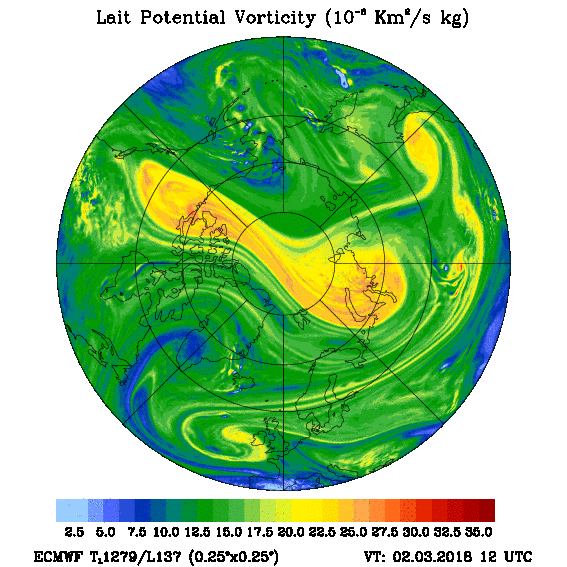 Lait Potential Vorticity (10⁻⁶ Km²/s kg)
2.5 5.0 7.5 10.0 12.5 15.0 17.5 20.0 22.5 25.0 27.5 30.0 32.5 35.0
ECMWF T_L1279/L137 (0.25°x0.25°) VT: 02.03.2018 12 UTC